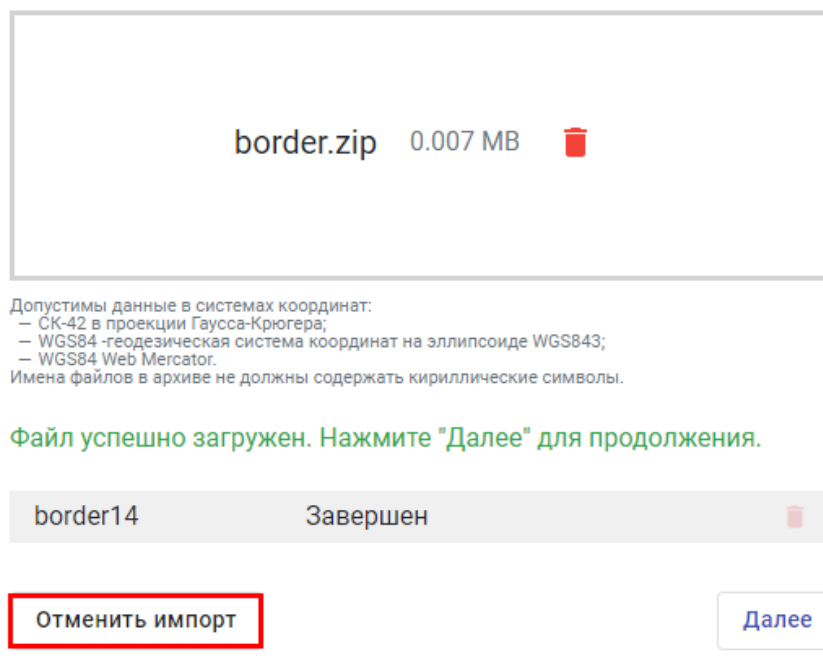 border.zip 0.007 MB
Допустимы данные в системах координат:
— СК-42 в проекции Гаусса-Крюгера;
— WGS84 -геодезическая система координат на эллипсоиде WGS843;
— WGS84 Web Mercator.
Имена файлов в архиве не должны содержать кириллические символы.
Файл успешно загружен. Нажмите "Далее" для продолжения.
border14 Завершен
Отменить импорт Далее